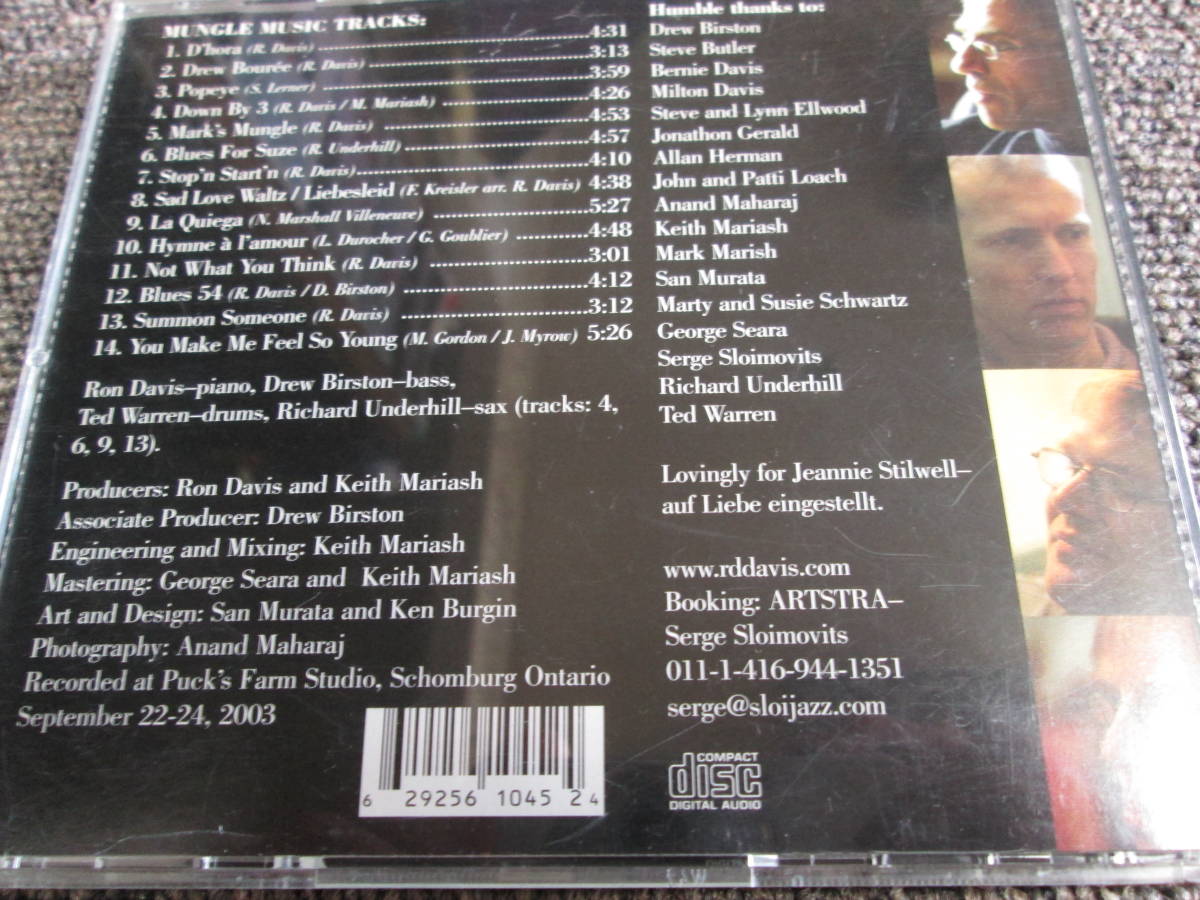 MUNGLE MUSIC TRACKS:
1. D'hora (R. Davis) 4:31
2. Drew Bourée (R. Davis) 3:13
3. Popeye (S. Lerner) 3:59
4. Down By 3 (R. Davis / M. Mariash) 4:26
5. Mark's Mungle (R. Davis) 4:53
6. Blues For Suze (R. Underhill) 4:57
7. Stop'n Start'n (R. Davis) 4:10
8. Sad Love Waltz / Liebesleid (F. Kreisler arr. R. Davis) 4:38
9. La Quiega (N. Marshall Villeneuve) 5:27
10. Hymne à l'amour (L. Durocher / G. Goublier) 4:48
11. Not What You Think (R. Davis) 3:01
12. Blues 54 (R. Davis / D. Birston) 4:12
13. Summon Someone (R. Davis) 3:12
14. You Make Me Feel So Young (M. Gordon / J. Myrow) 5:26
Ron Davis–piano, Drew Birston–bass,
Ted Warren–drums, Richard Underhill–sax (tracks: 4,
6, 9, 13).
Producers: Ron Davis and Keith Mariash
Associate Producer: Drew Birston
Engineering and Mixing: Keith Mariash
Mastering: George Seara and Keith Mariash
Art and Design: San Murata and Ken Burgin
Photography: Anand Maharaj
Recorded at Puck's Farm Studio, Schomburg Ontario
September 22-24, 2003
6 29256 1045 2 4
Humble thanks to:
Drew Birston
Steve Butler
Bernie Davis
Milton Davis
Steve and Lynn Ellwood
Jonathon Gerald
Allan Herman
John and Patti Loach
Anand Maharaj
Keith Mariash
Mark Marish
San Murata
Marty and Susie Schwartz
George Seara
Serge Sloimovits
Richard Underhill
Ted Warren
Lovingly for Jeannie Stilwell–
auf Liebe eingestellt.
www.rddavis.com
Booking: ARTSTRA–
Serge Sloimovits
011-1-416-944-1351
serge@sloijazz.com
COMPACT
disc
DIGITAL AUDIO